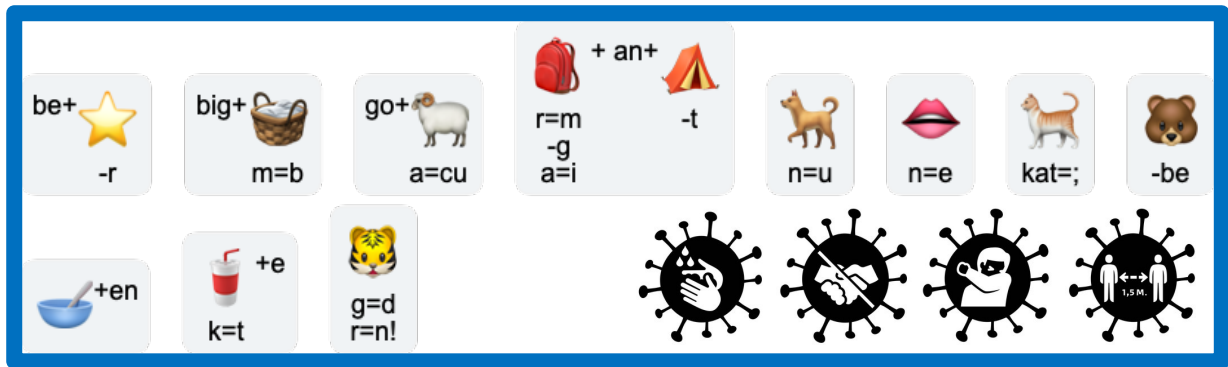 + an+
be+
big+
go+
r=m
-t
-g
-r
m=b
a=cu
a=i
n=u
n=e
kat=;
-be
+en
+e
k=t
g=d
r=n!
1,5 M.